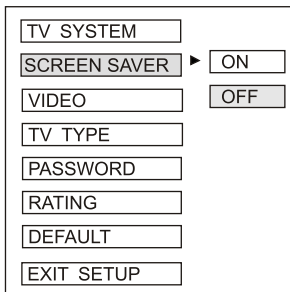 TV SYSTEM
SCREEN SAVER ► ON
OFF
VIDEO
TV TYPE
PASSWORD
RATING
DEFAULT
EXIT SETUP